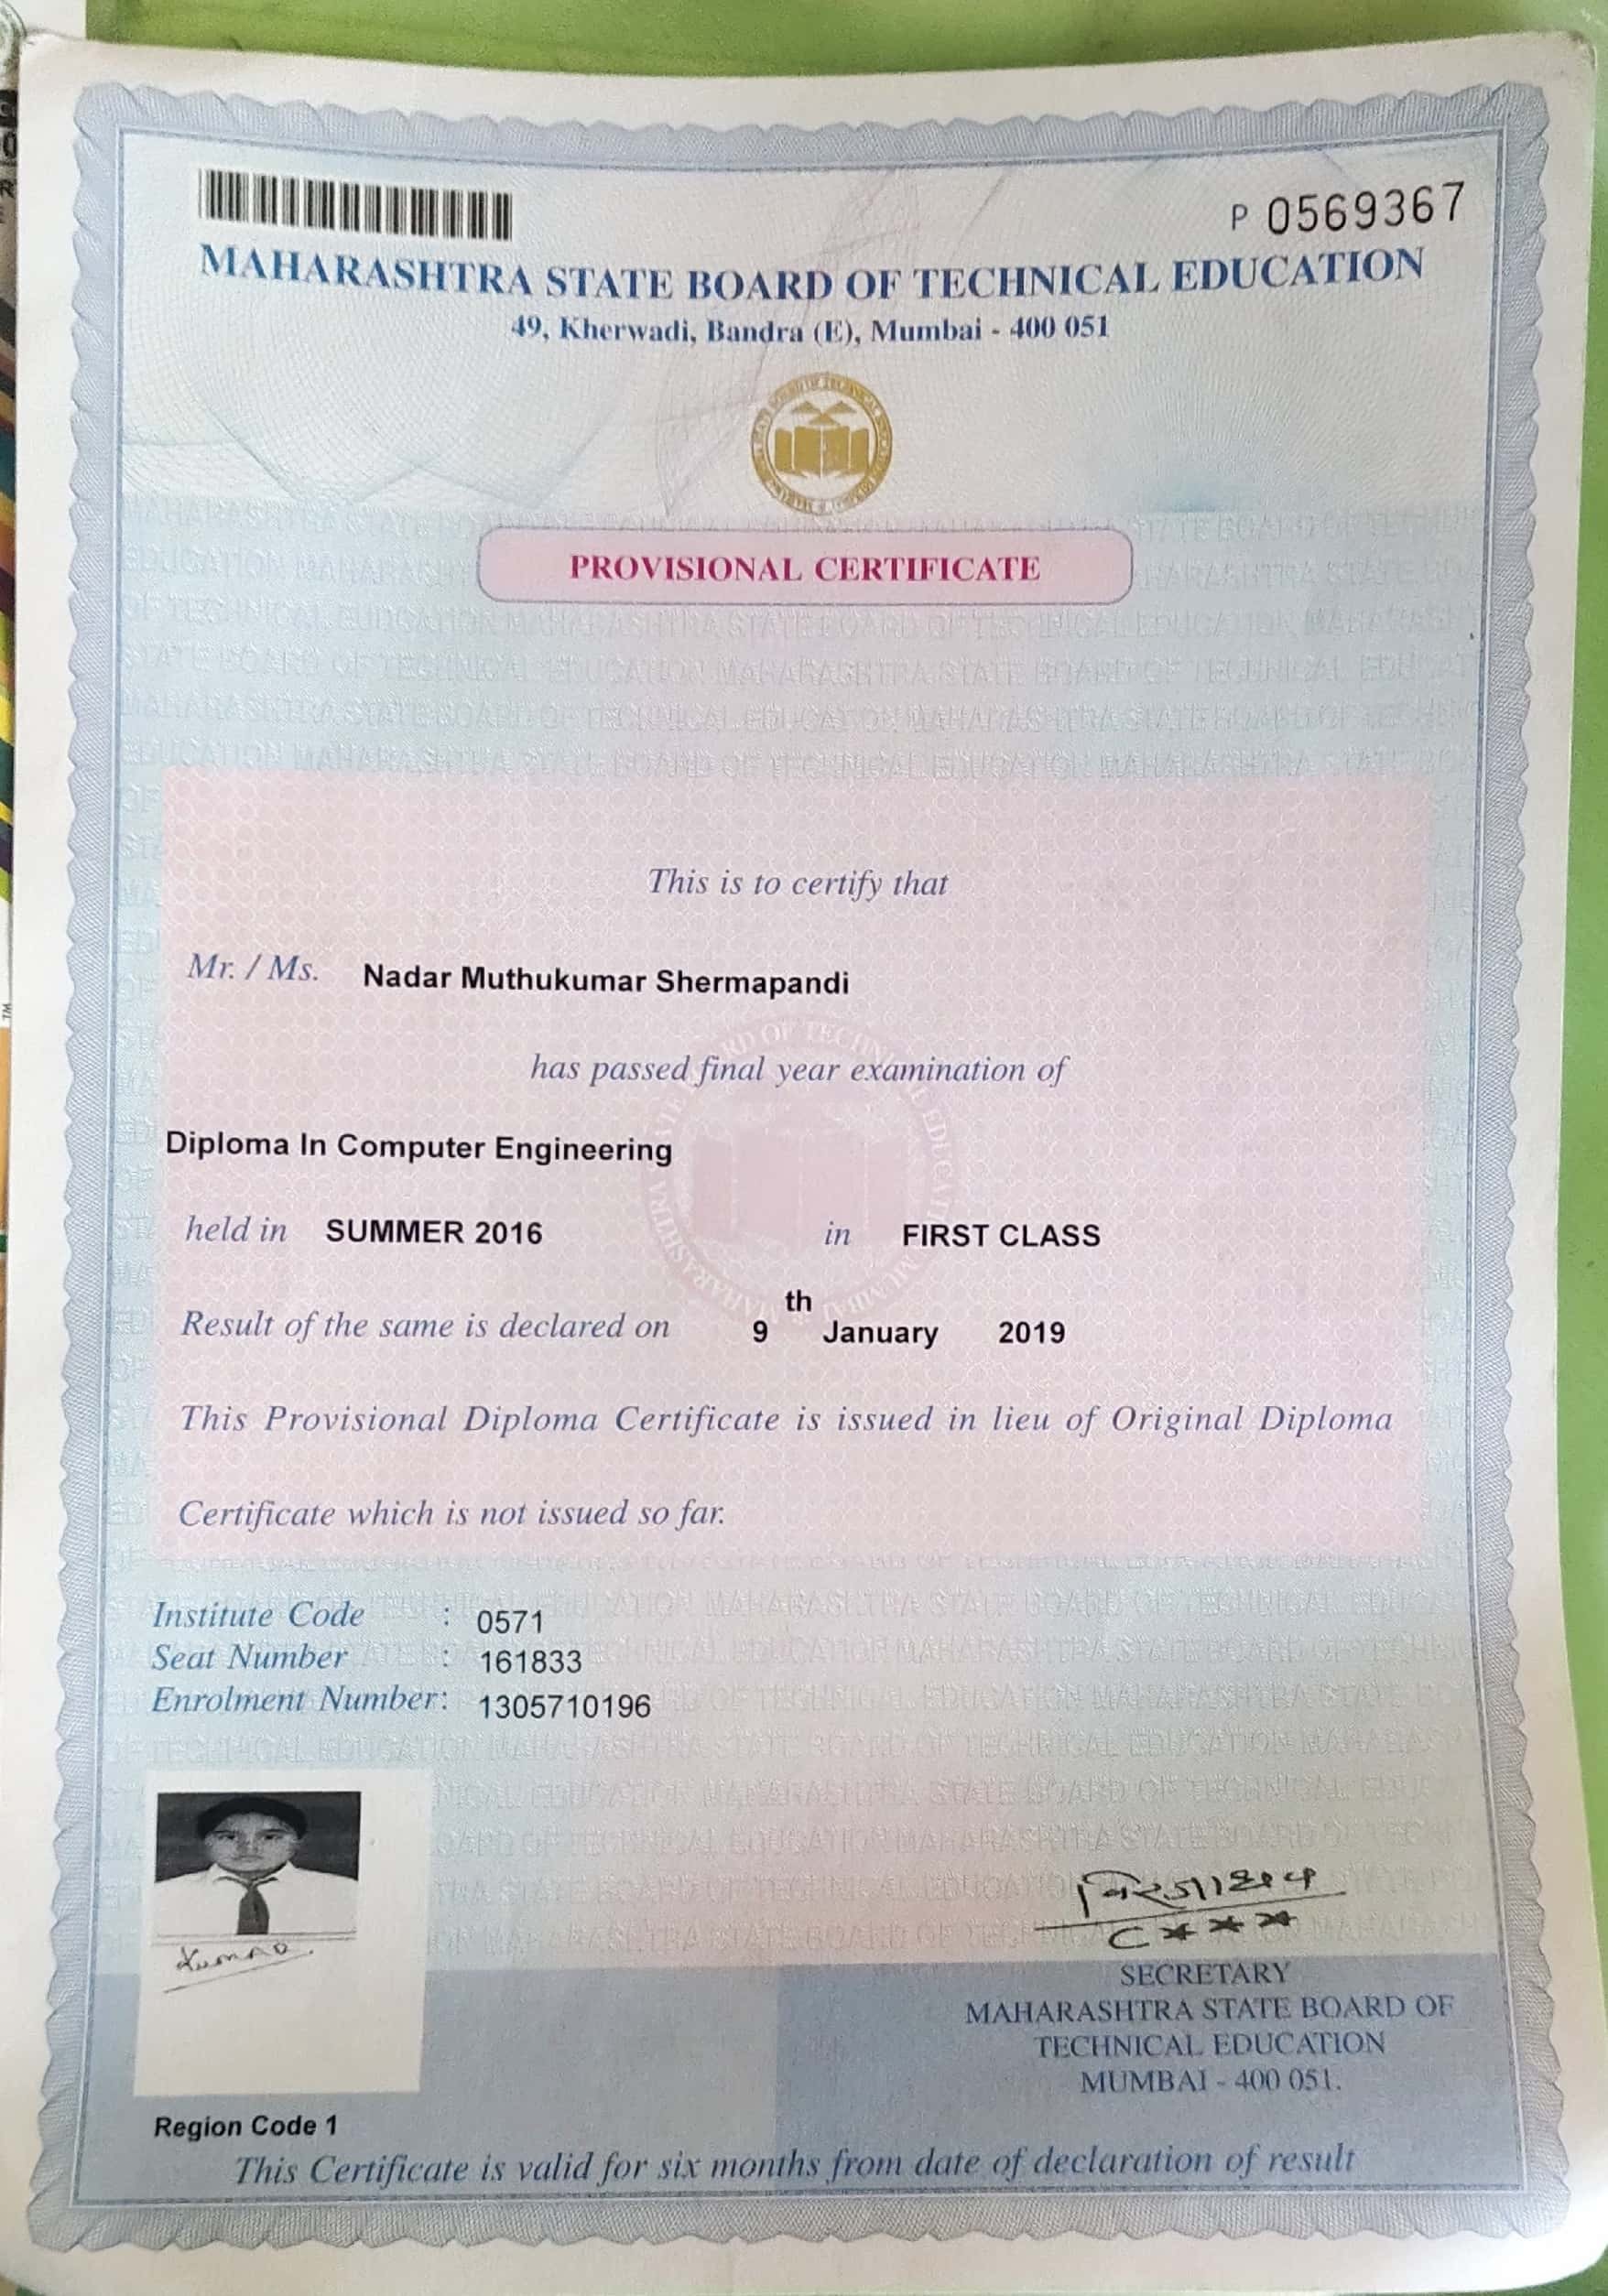 P 0569367
MAHARASHTRA STATE BOARD OF TECHNICAL EDUCATION
49, Kherwadi, Bandra (E), Mumbai - 400 051
PROVISIONAL CERTIFICATE
This is to certify that
Mr. / Ms. Nadar Muthukumar Shermapandi
has passed final year examination of
Diploma In Computer Engineering
held in SUMMER 2016 in FIRST CLASS
Result of the same is declared on 9 th January 2019
This Provisional Diploma Certificate is issued in lieu of Original Diploma
Certificate which is not issued so far.
Institute Code : 0571
Seat Number : 161833
Enrolment Number: 1305710196
SECRETARY
MAHARASHTRA STATE BOARD OF
TECHNICAL EDUCATION
MUMBAI - 400 051.
Region Code 1
This Certificate is valid for six months from date of declaration of result